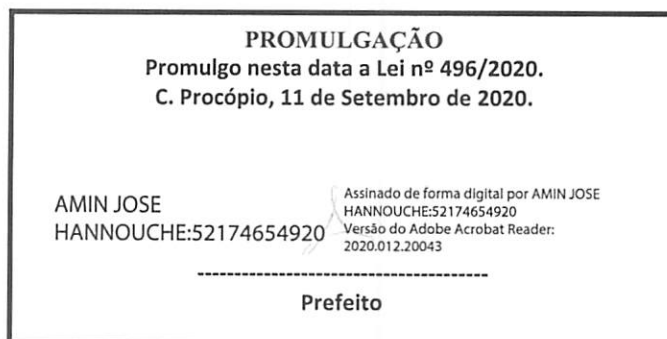 PROMULGAÇÃO
Promulgo nesta data a Lei nº 496/2020.
C. Procópio, 11 de Setembro de 2020.
AMIN JOSE
HANNOUCHE:52174654920
Assinado de forma digital por AMIN JOSE
HANNOUCHE:52174654920
Versão do Adobe Acrobat Reader:
2020.012.20043
----------------------------------------
Prefeito